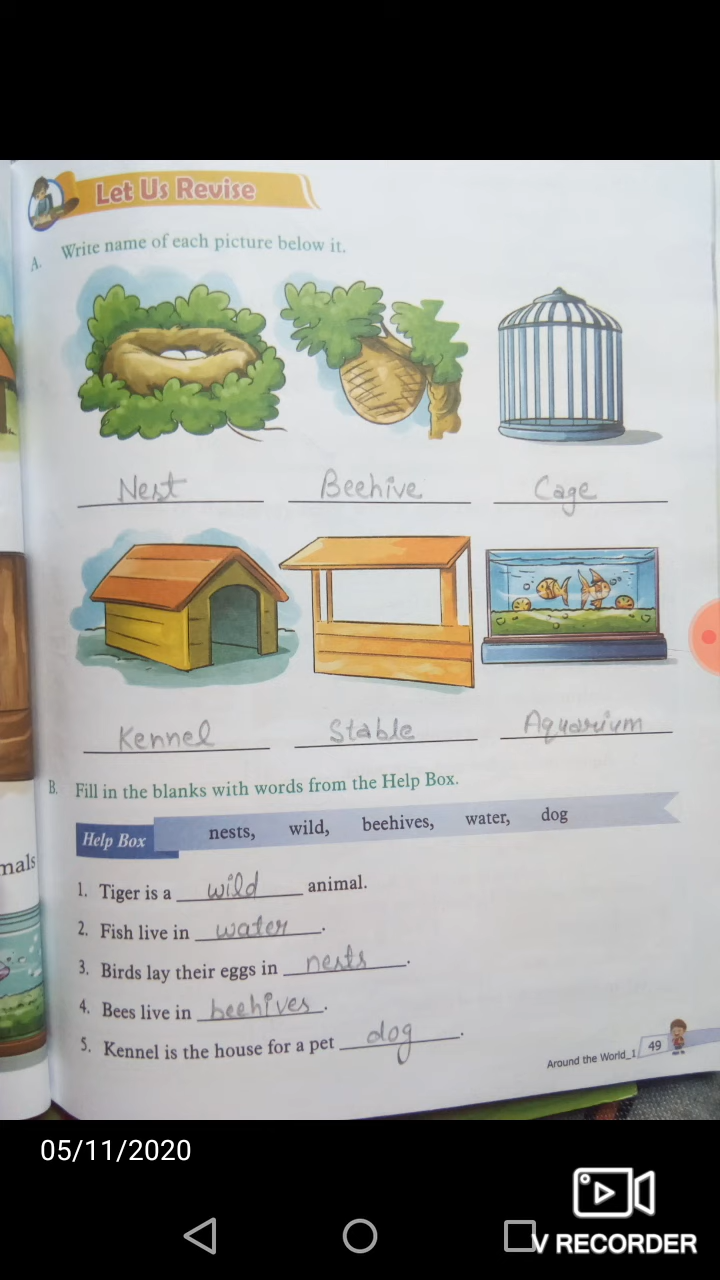 Let Us Revise
A. Write name of each picture below it.
Nest Beehive Cage
Kennel Stable Aquarium
B. Fill in the blanks with words from the Help Box.
Help Box nests, wild, beehives, water, dog
1. Tiger is a wild animal.
2. Fish live in water.
3. Birds lay their eggs in nests.
4. Bees live in beehives.
5. Kennel is the house for a pet dog.
mals
Around the World_1 49
05/11/2020
V RECORDER